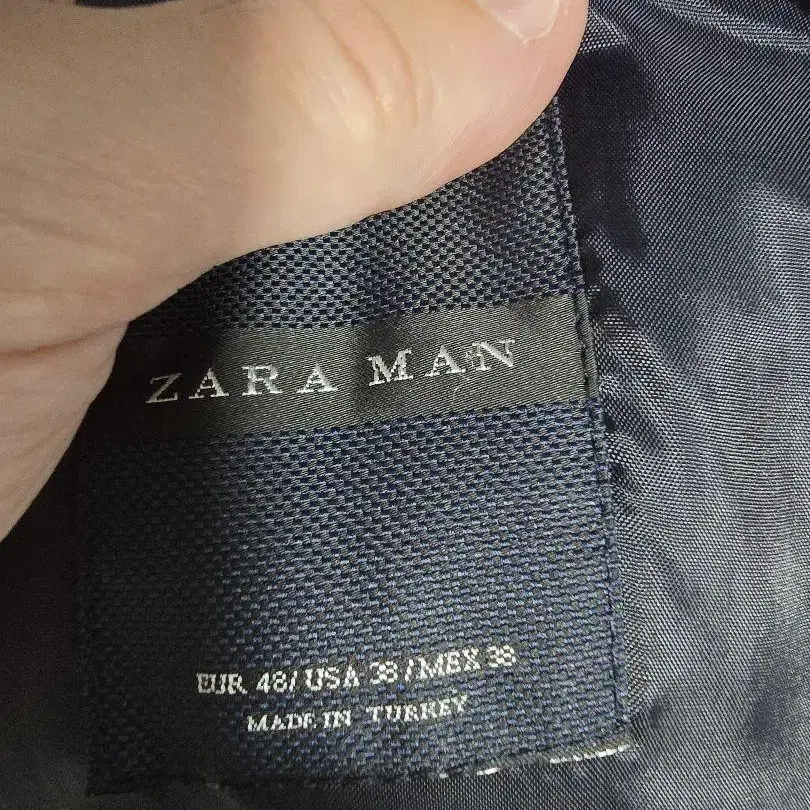 ZARA MAN
EUR 48/ USA 38 / MEX 38
MADE IN TURKEY